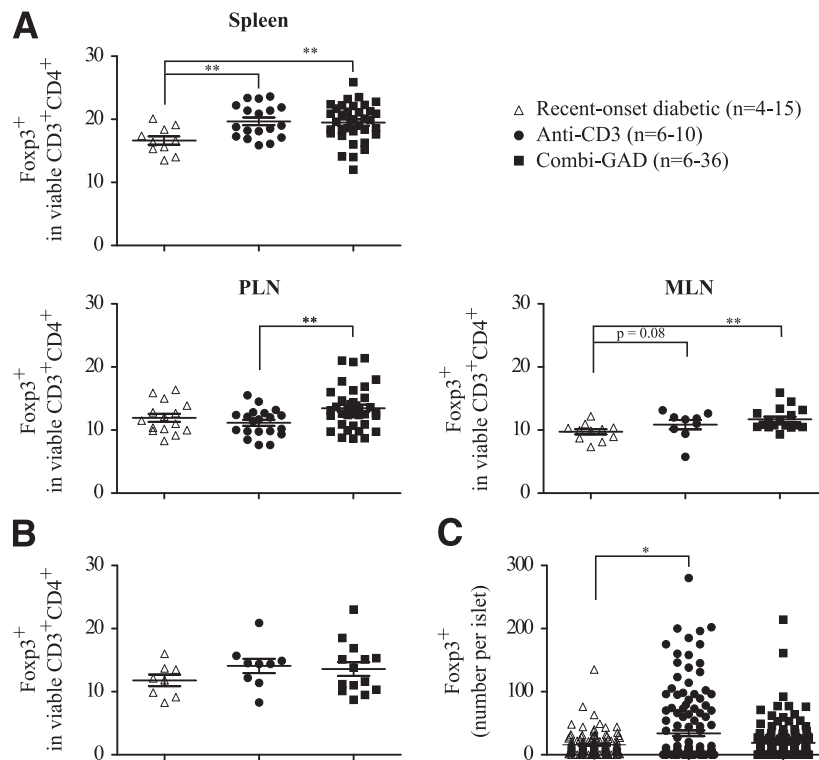 A
Spleen
Foxp3+
in viable CD3+CD4+
30
20
10
0
**
**
Recent-onset diabetic (n=4-15)
Anti-CD3 (n=6-10)
Combi-GAD (n=6-36)
PLN
Foxp3+
in viable CD3+CD4+
30
20
10
0
**
MLN
Foxp3+
in viable CD3+CD4+
30
20
10
0
**
p = 0.08
B
Foxp3+
in viable CD3+CD4+
30
20
10
0
C
Foxp3+
(number per islet)
300
200
100
0
*